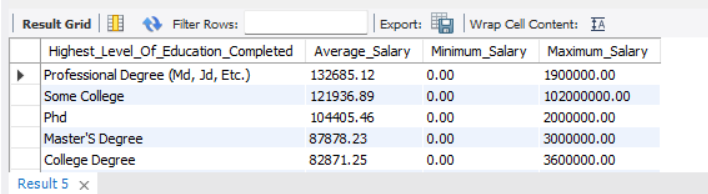 Result Grid Filter Rows: Export: Wrap Cell Content: IA
Highest_Level_Of_Education_Completed Average_Salary Minimum_Salary Maximum_Salary
Professional Degree (Md, Jd, Etc.) 132685.12 0.00 1900000.00
Some College 121936.89 0.00 102000000.00
Phd 104405.46 0.00 2000000.00
Master'S Degree 87878.23 0.00 3000000.00
College Degree 82871.25 0.00 3600000.00
Result 5 ×